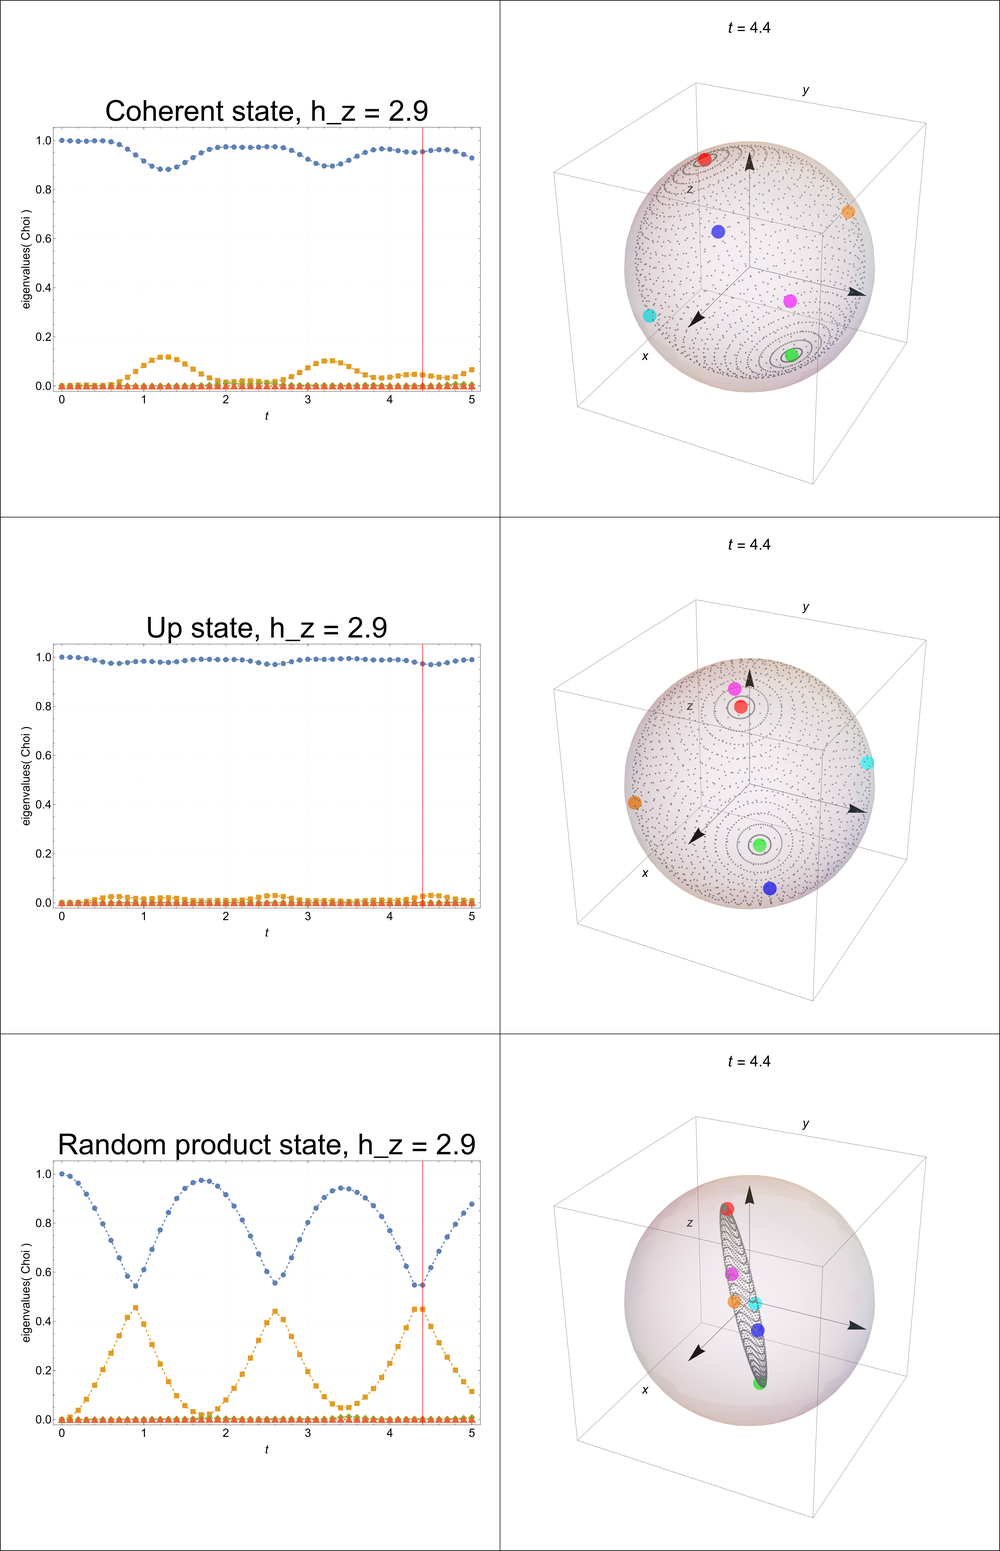 t = 4.4
y
Coherent state, h_z = 2.9
1.0
0.8
0.6
0.4
0.2
0.0
eigenvalues( Choi )
0 1 2 3 4 5
t
z
x
t = 4.4
y
Up state, h_z = 2.9
1.0
0.8
0.6
0.4
0.2
0.0
eigenvalues( Choi )
0 1 2 3 4 5
t
z
x
t = 4.4
y
Random product state, h_z = 2.9
1.0
0.8
0.6
0.4
0.2
0.0
eigenvalues( Choi )
0 1 2 3 4 5
t
z
x